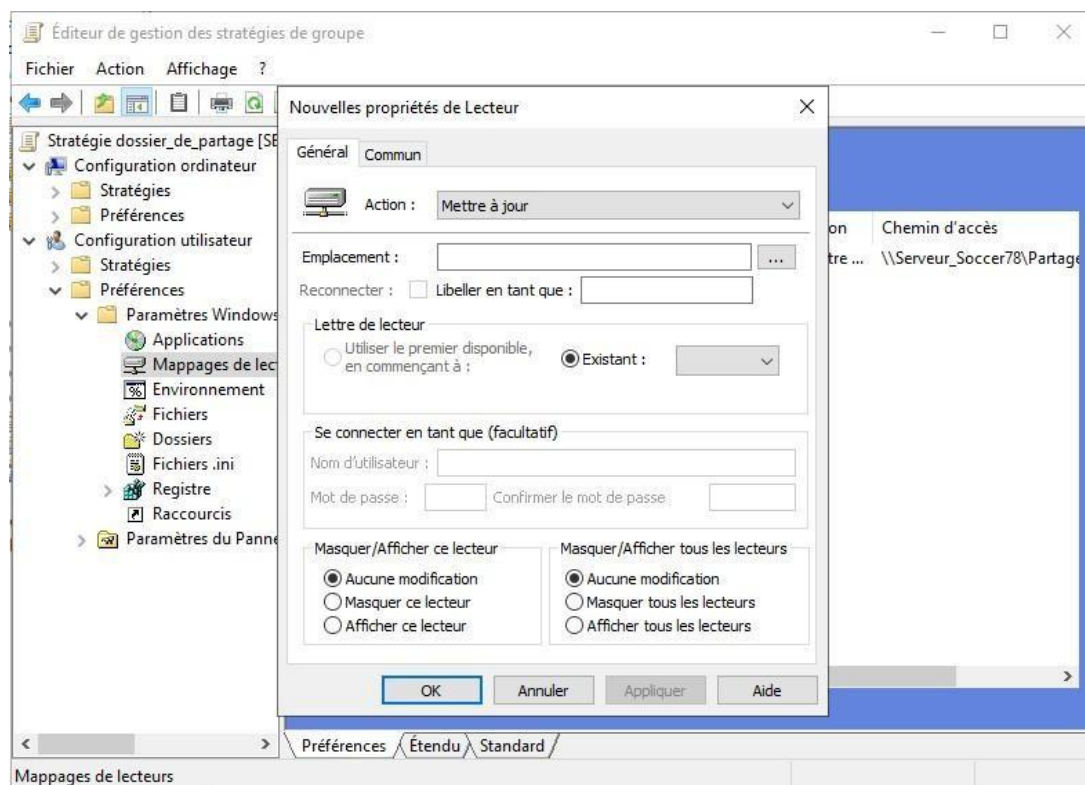 Éditeur de gestion des stratégies de groupe
Fichier Action Affichage ?
Stratégie dossier_de_partage
Configuration ordinateur
Stratégies
Préférences
Configuration utilisateur
Stratégies
Préférences
Paramètres Windows
Applications
Mappages de lec
Environnement
Fichiers
Dossiers
Fichiers .ini
Registre
Raccourcis
Paramètres du Panne
Nouvelles propriétés de Lecteur
Général Commun
Action : Mettre à jour
Emplacement : ...
Reconnecter : Libeller en tant que :
Lettre de lecteur
Utiliser le premier disponible,
en commençant à :
Existant :
Se connecter en tant que (facultatif)
Nom d'utilisateur :
Mot de passe : Confirmer le mot de passe
Masquer/Afficher ce lecteur
Aucune modification
Masquer ce lecteur
Afficher ce lecteur
Masquer/Afficher tous les lecteurs
Aucune modification
Masquer tous les lecteurs
Afficher tous les lecteurs
OK Annuler Appliquer Aide
on Chemin d'accès
tre ... \\Serveur_Soccer78\Partage
Préférences Étendu Standard
Mappages de lecteurs